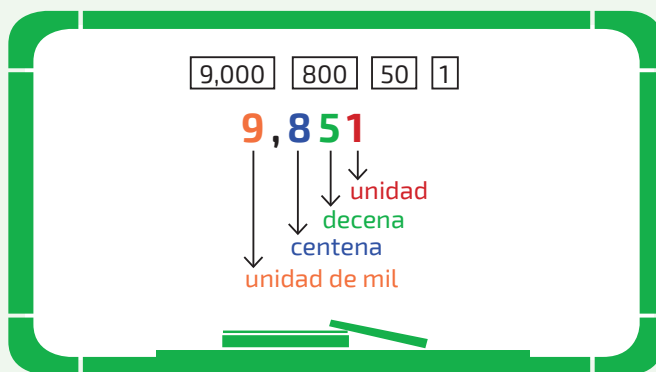 9,000 800 50 1
9,851
unidad
decena
centena
unidad de mil